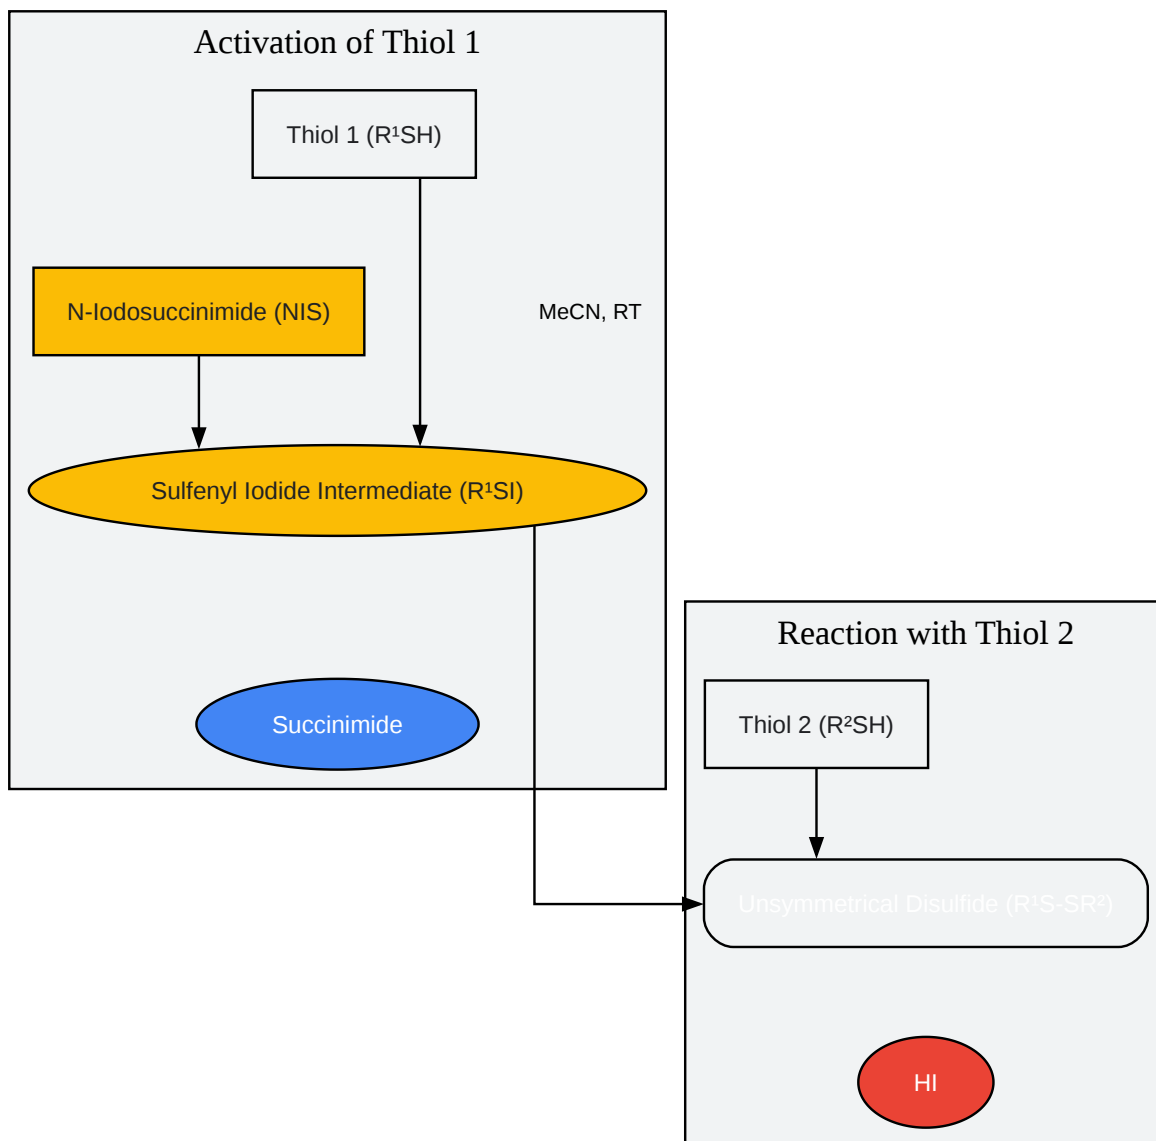 Activation of Thiol 1
Thiol 1 (R¹SH)
N-Iodosuccinimide (NIS)
MeCN, RT
Sulfenyl Iodide Intermediate (R¹SI)
Succinimide
Reaction with Thiol 2
Thiol 2 (R²SH)
Unsymmetrical Disulfide (R¹S-SR²)
HI